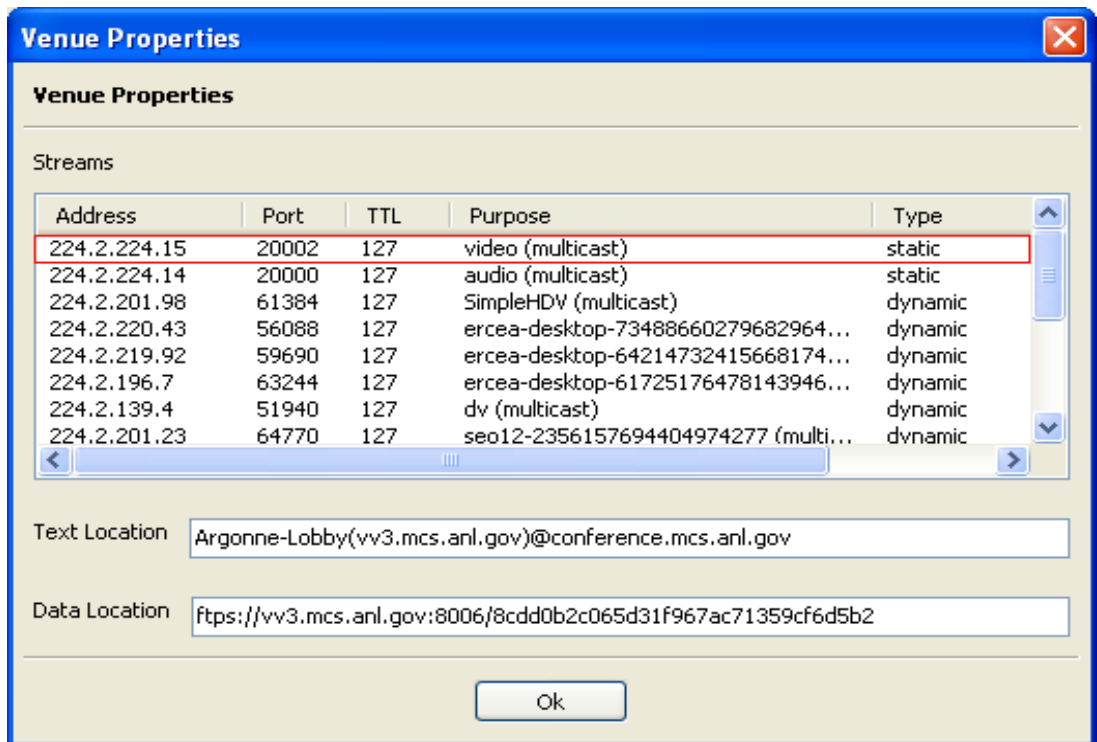 Venue Properties
Venue Properties
Streams
Address Port TTL Purpose Type
224.2.224.15 20002 127 video (multicast) static
224.2.224.14 20000 127 audio (multicast) static
224.2.201.98 61384 127 SimpleHDV (multicast) dynamic
224.2.220.43 56088 127 ercea-desktop-73488660279682964... dynamic
224.2.219.92 59690 127 ercea-desktop-64214732415668174... dynamic
224.2.196.7 63244 127 ercea-desktop-61725176478143946... dynamic
224.2.139.4 51940 127 dv (multicast) dynamic
224.2.201.23 64770 127 seo12-2356157694404974277 (multi... dynamic
Text Location Argonne-Lobby(vv3.mcs.anl.gov)@conference.mcs.anl.gov
Data Location ftps://vv3.mcs.anl.gov:8006/8cdd0b2c065d31f967ac71359cf6d5b2
Ok